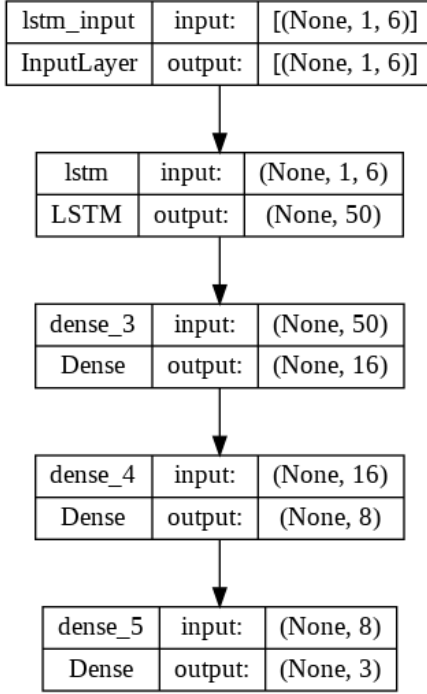 lstm_input input: [(None, 1, 6)]
InputLayer output: [(None, 1, 6)]
lstm input: (None, 1, 6)
LSTM output: (None, 50)
dense_3 input: (None, 50)
Dense output: (None, 16)
dense_4 input: (None, 16)
Dense output: (None, 8)
dense_5 input: (None, 8)
Dense output: (None, 3)